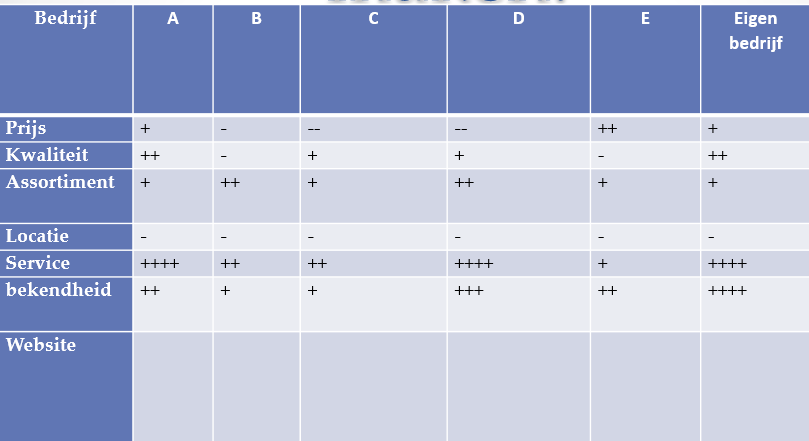 Bedrijf A B C D E Eigen bedrijf
Prijs + - -- -- ++ +
Kwaliteit ++ - + + - ++
Assortiment + ++ + ++ + +
Locatie - - - - - -
Service ++++ ++ ++ ++++ + ++++
bekendheid ++ + + +++ ++ ++++
Website